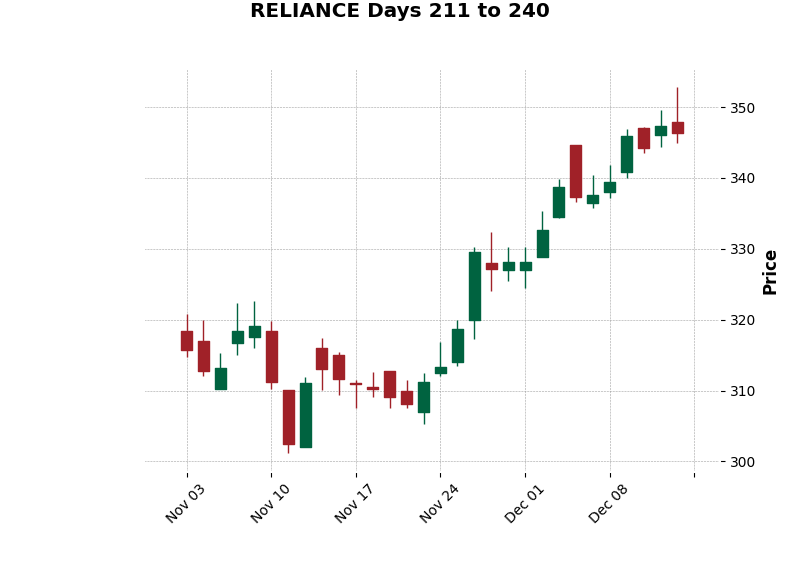 RELIANCE Days 211 to 240
350
340
330
320
310
300
Price
Nov 03
Nov 10
Nov 17
Nov 24
Dec 01
Dec 08